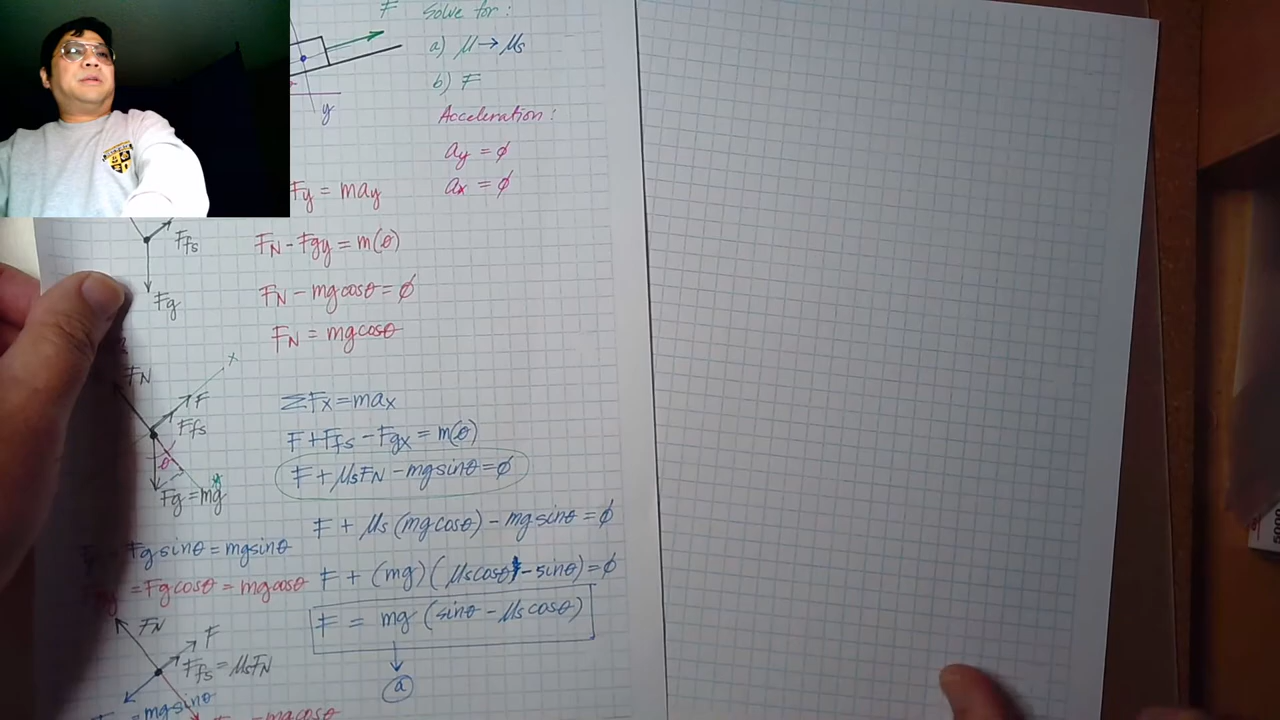 F
Solve for:
a) μ → μs
b) F
y
Acceleration:
ay = ∅
ax = ∅
Fy = may
FN - Fgy = m(∅)
FN - mgcosθ = ∅
FN = mgcosθ
Ffs
Fg
x
FN
F
Ffs
θ
y
Fg = mg
ΣFx = max
F + Ffs - Fgx = m(∅)
F + μsFN - mgsinθ = ∅
F + μs(mgcosθ) - mgsinθ = ∅
F + (mg)(μscosθ - sinθ) = ∅
F = mg (sinθ - μscosθ)
a
Fgsinθ = mgsinθ
= Fgcosθ = mgcosθ
FN
F
Ffs = μsFN
= mgsinθ
= mgcosθ